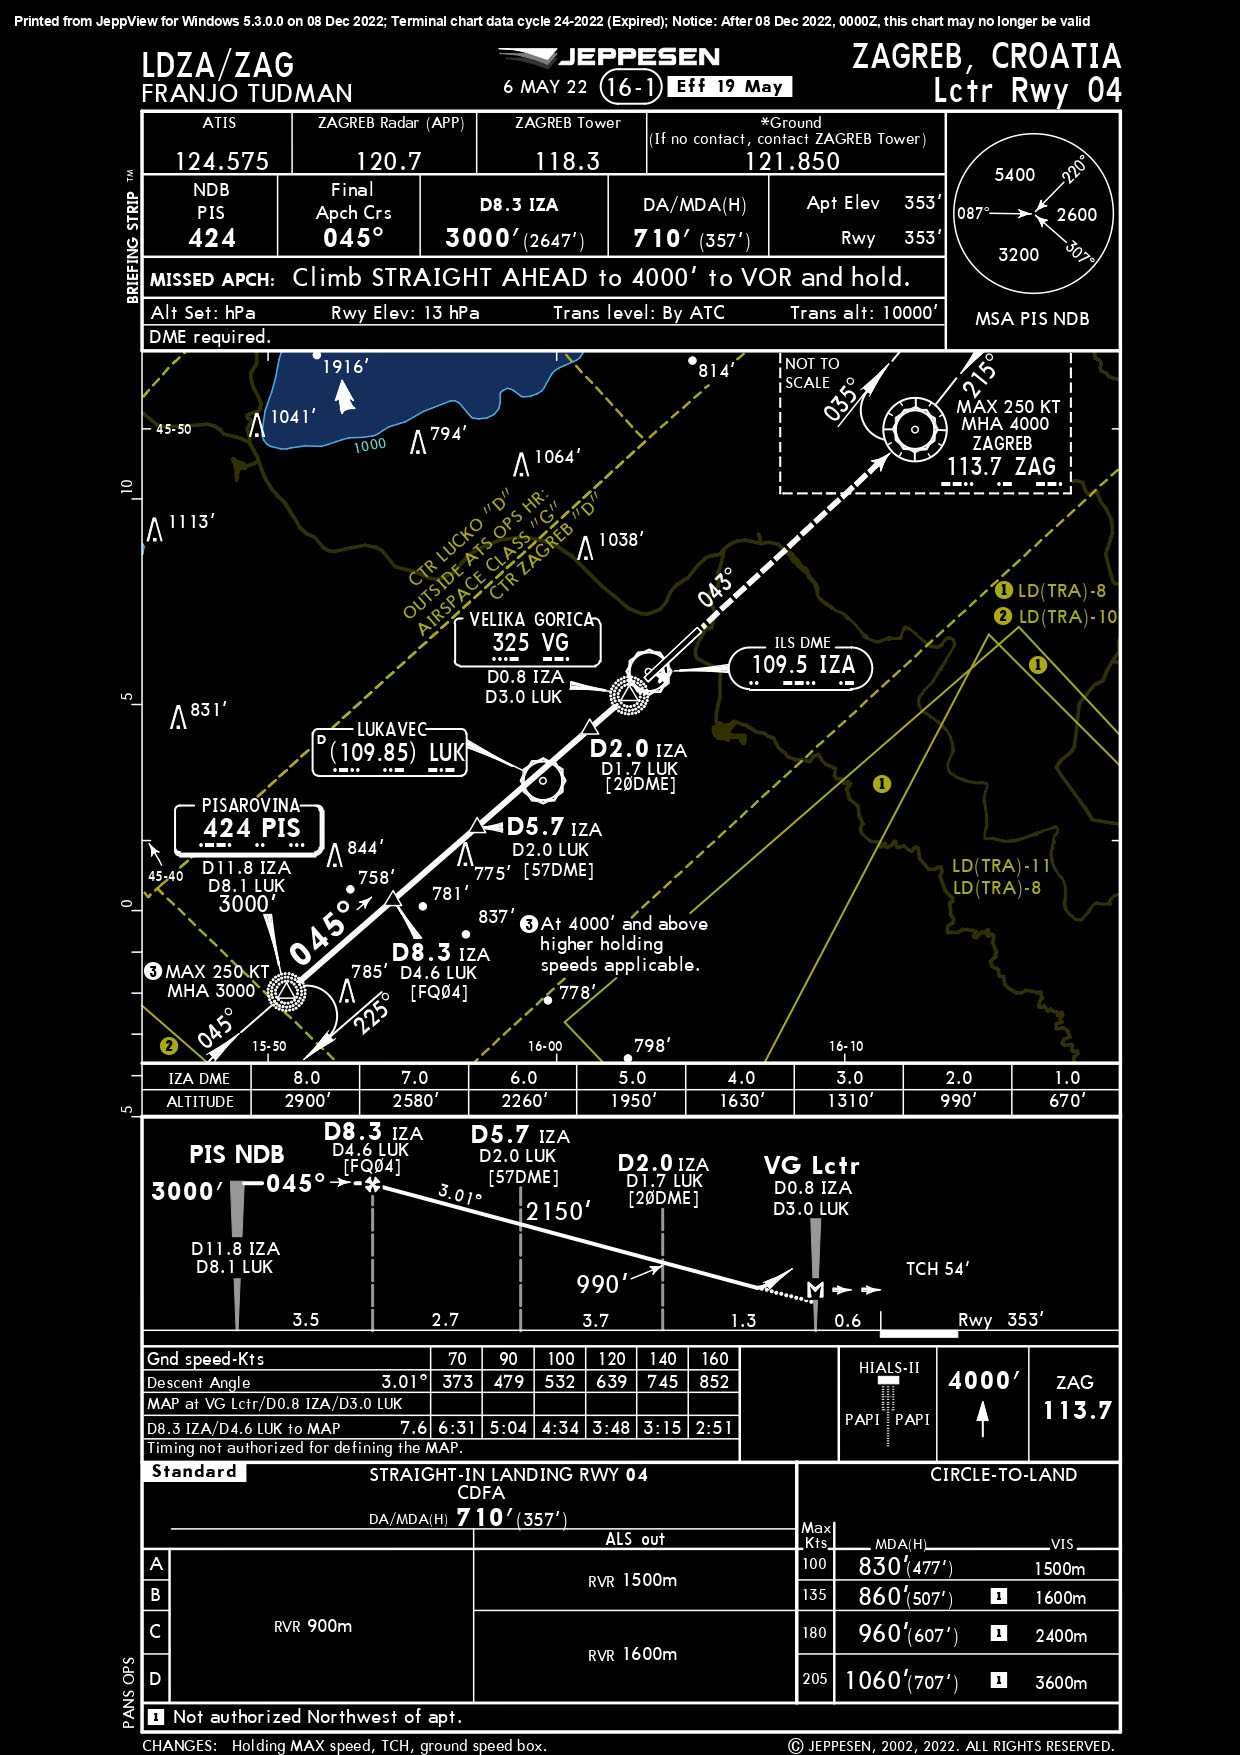 Printed from JeppView for Windows 5.3.0.0 on 08 Dec 2022; Terminal chart data cycle 24-2022 (Expired); Notice: After 08 Dec 2022, 0000Z, this chart may no longer be valid
LDZA/ZAG
FRANJO TUDMAN
JEPPESEN
6 MAY 22 16-1 Eff 19 May
ZAGREB, CROATIA
Lctr Rwy 04
BRIEFING STRIP TM
ATIS
124.575
ZAGREB Radar (APP)
120.7
ZAGREB Tower
118.3
*Ground
(If no contact, contact ZAGREB Tower)
121.850
NDB
PIS
424
Final
Apch Crs
045°
D8.3 IZA
3000' (2647')
DA/MDA(H)
710' (357')
Apt Elev 353'
Rwy 353'
MISSED APCH: Climb STRAIGHT AHEAD to 4000' to VOR and hold.
Alt Set: hPa Rwy Elev: 13 hPa Trans level: By ATC Trans alt: 10000'
DME required.
5400
220°
087°
2600
3200
307°
MSA PIS NDB
1916'
814'
NOT TO
SCALE
035°
215°
MAX 250 KT
MHA 4000
ZAGREB
113.7 ZAG
1041'
45-50
1000
794'
1064'
10
1113'
1038'
CTR LUCKO "D"
OUTSIDE ATS OPS HR:
AIRSPACE CLASS "G"
CTR ZAGREB "D"
043°
1 LD(TRA)-8
2 LD(TRA)-10
1
VELIKA GORICA
325 VG
D0.8 IZA
D3.0 LUK
ILS DME
109.5 IZA
5
831'
LUKAVEC
D (109.85) LUK
D2.0 IZA
D1.7 LUK
[20DME]
1
PISAROVINA
424 PIS
D11.8 IZA
D8.1 LUK
3000'
844'
758'
D5.7 IZA
D2.0 LUK
[57DME]
775'
781'
45-40
LD(TRA)-11
LD(TRA)-8
0
045°
837'
3 At 4000' and above
higher holding
speeds applicable.
D8.3 IZA
D4.6 LUK
[FQ04]
3 MAX 250 KT
MHA 3000
785'
778'
225°
045°
2
15-50
16-00
798'
16-10
5
IZA DME 8.0 7.0 6.0 5.0 4.0 3.0 2.0 1.0
ALTITUDE 2900' 2580' 2260' 1950' 1630' 1310' 990' 670'
PIS NDB
3000'
045°
D11.8 IZA
D8.1 LUK
D8.3 IZA
D4.6 LUK
[FQ04]
3.01°
D5.7 IZA
D2.0 LUK
[57DME]
2150'
D2.0 IZA
D1.7 LUK
[20DME]
990'
VG Lctr
D0.8 IZA
D3.0 LUK
M
TCH 54'
3.5 2.7 3.7 1.3 0.6 Rwy 353'
Gnd speed-Kts 70 90 100 120 140 160
Descent Angle 3.01° 373 479 532 639 745 852
MAP at VG Lctr/D0.8 IZA/D3.0 LUK
D8.3 IZA/D4.6 LUK to MAP 7.6 6:31 5:04 4:34 3:48 3:15 2:51
Timing not authorized for defining the MAP.
HIALS-II
PAPI PAPI
4000'
ZAG
113.7
Standard
STRAIGHT-IN LANDING RWY 04
CDFA
DA/MDA(H) 710' (357')
ALS out
CIRCLE-TO-LAND
Max
Kts MDA(H) VIS
A
B
C
D
RVR 900m
RVR 1500m
RVR 1600m
100 830' (477') 1500m
135 860' (507') 1 1600m
180 960' (607') 1 2400m
205 1060' (707') 1 3600m
PANS OPS
1 Not authorized Northwest of apt.
CHANGES: Holding MAX speed, TCH, ground speed box.
© JEPPESEN, 2002, 2022. ALL RIGHTS RESERVED.